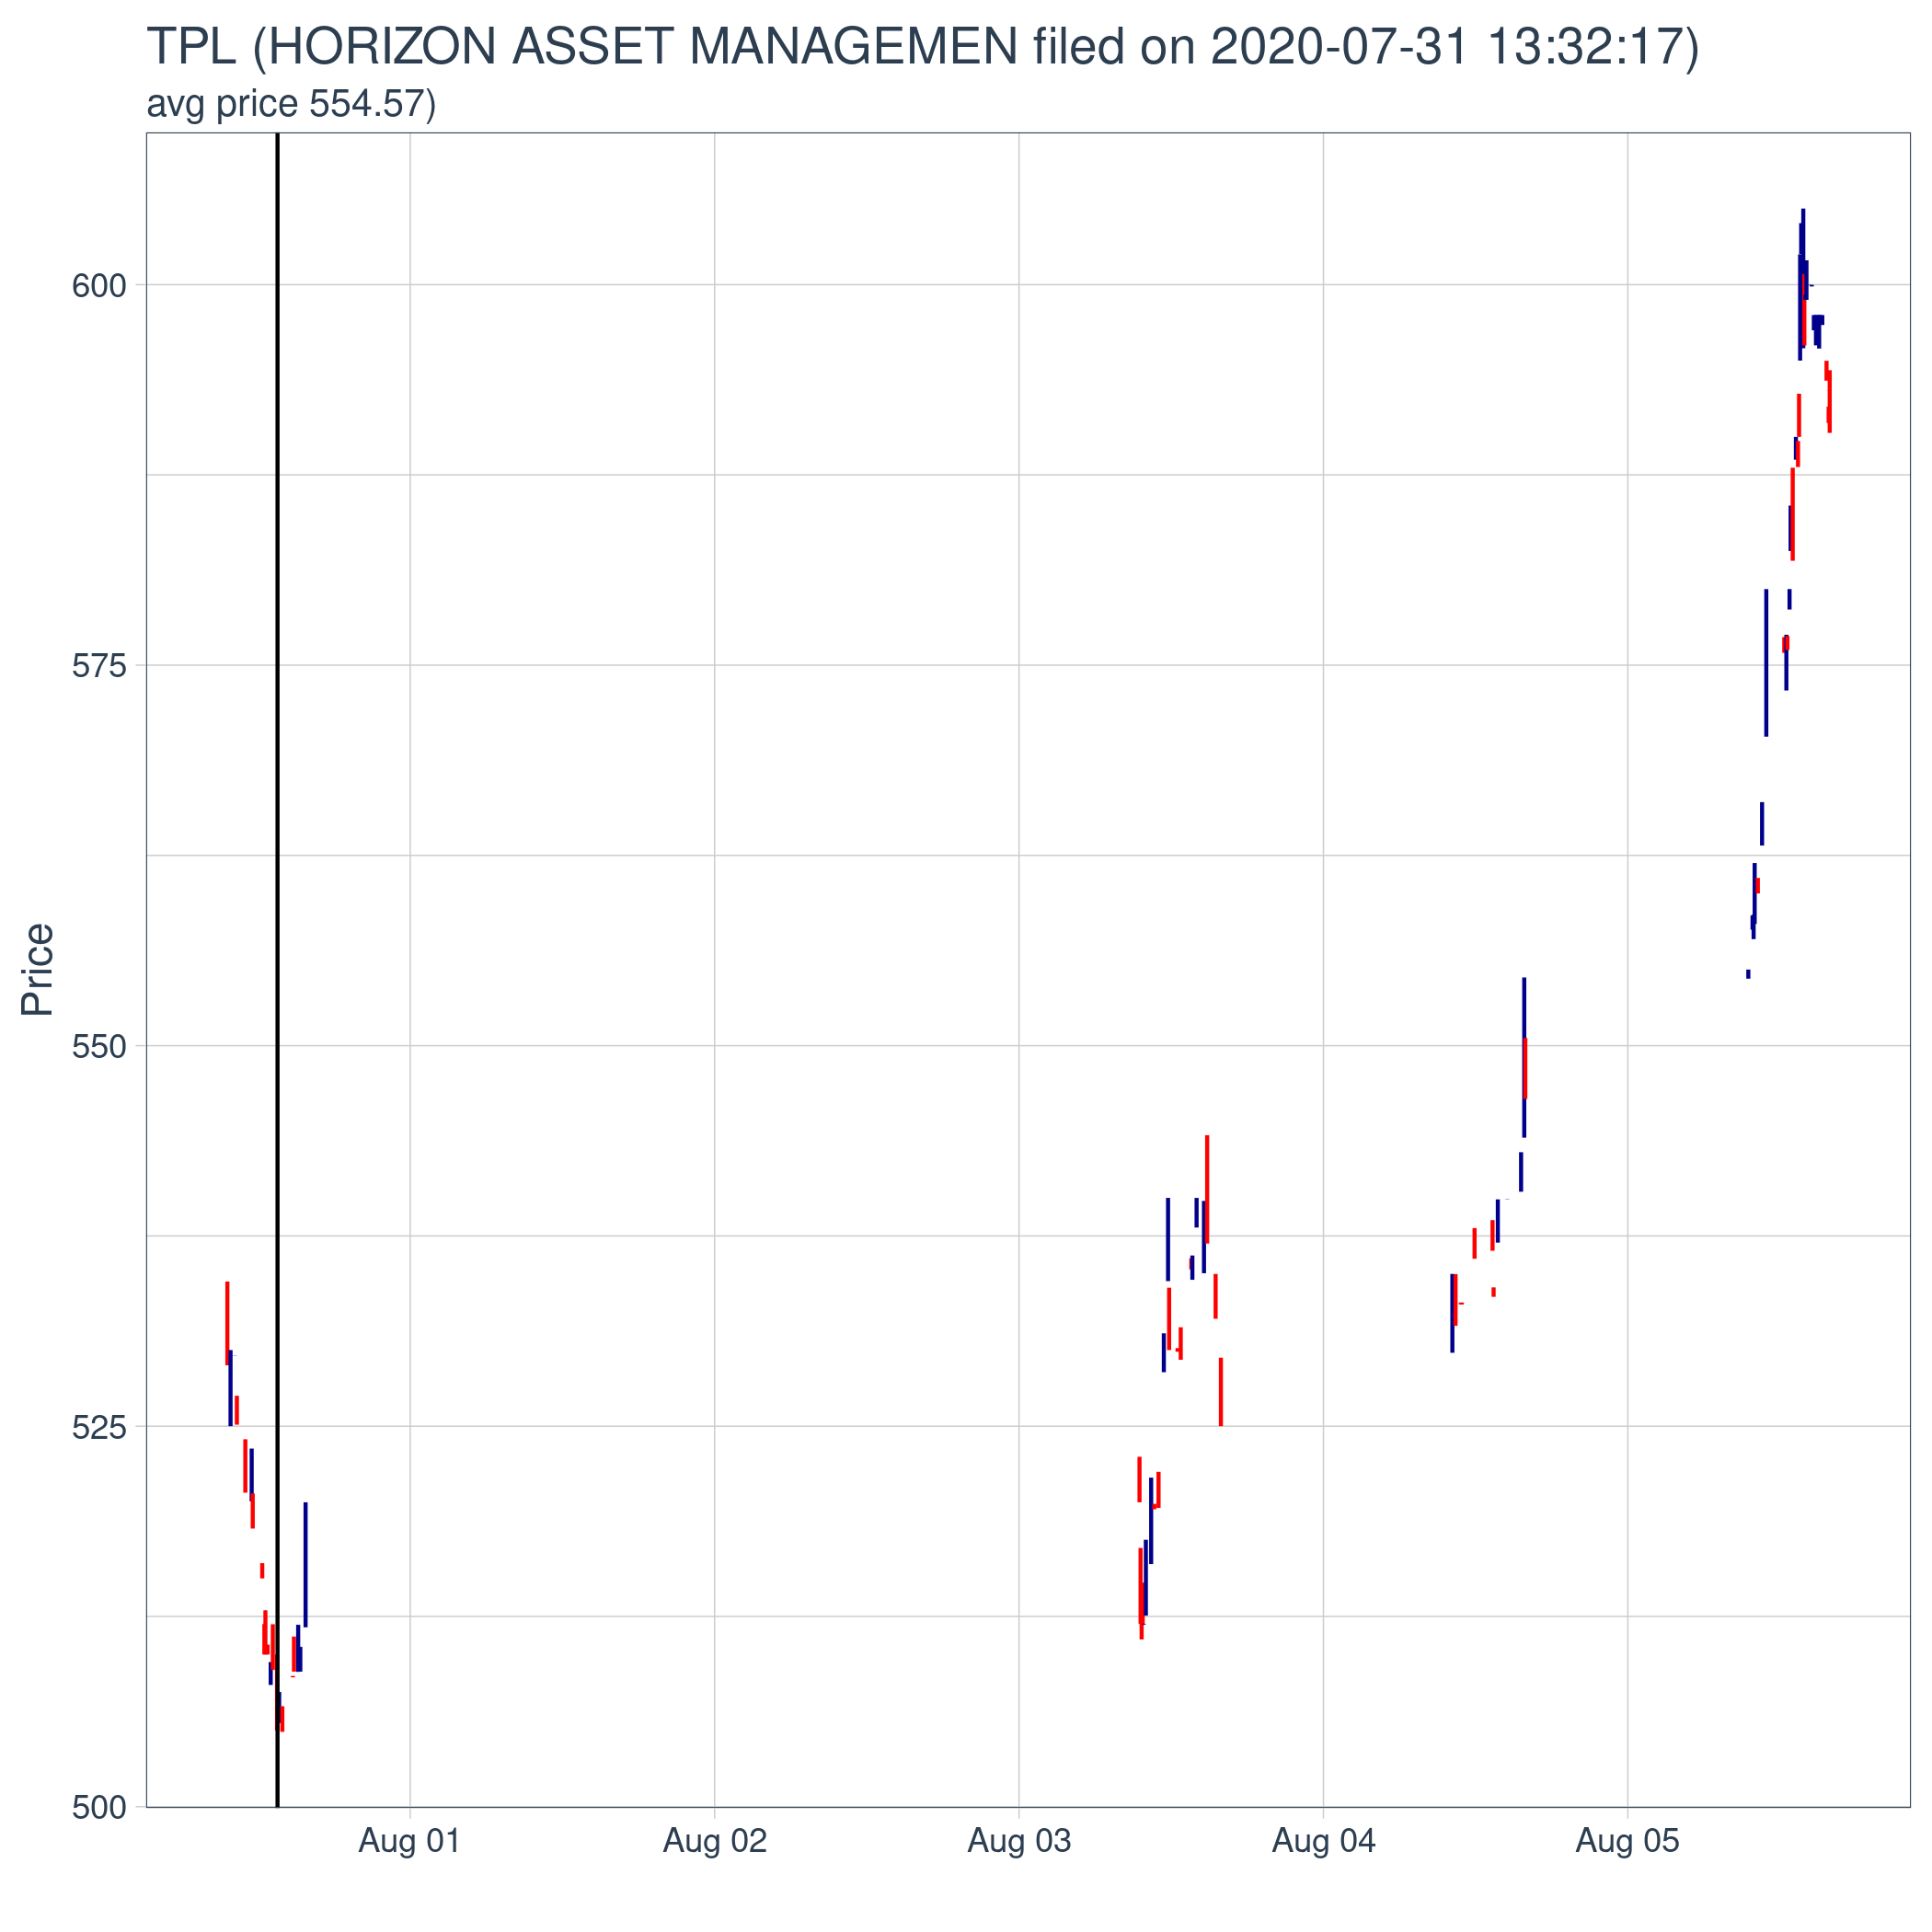 TPL (HORIZON ASSET MANAGEMEN filed on 2020-07-31 13:32:17)
avg price 554.57)
Price
600
575
550
525
500
Aug 01 Aug 02 Aug 03 Aug 04 Aug 05